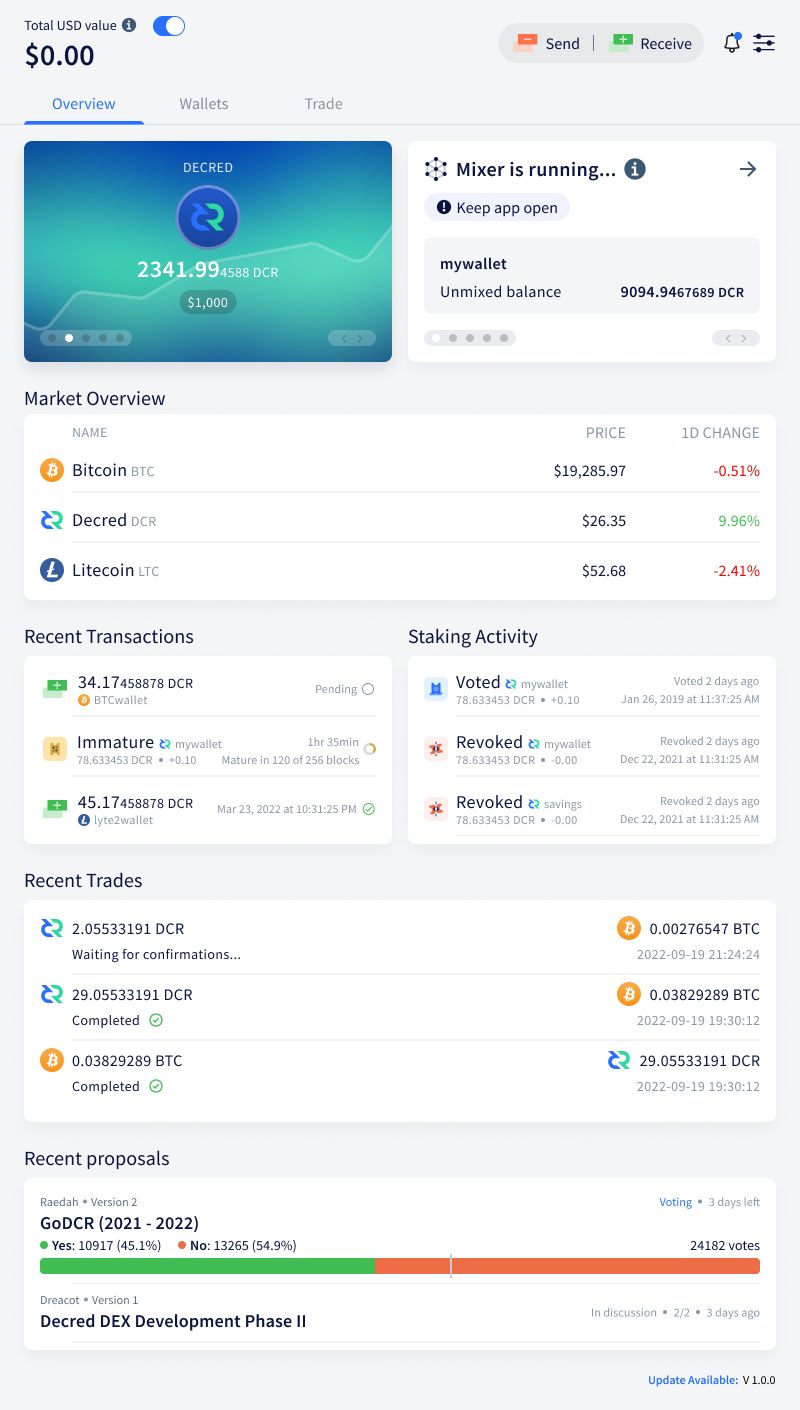 Total USD value
$0.00
Send
Receive
Overview
Wallets
Trade
DECRED
2341.994588 DCR
$1,000
Mixer is running...
Keep app open
mywallet
Unmixed balance 9094.9467689 DCR
Market Overview
NAME PRICE 1D CHANGE
Bitcoin BTC $19,285.97 -0.51%
Decred DCR $26.35 9.96%
Litecoin LTC $52.68 -2.41%
Recent Transactions
34.17458878 DCR Pending
BTCwallet
Immature mywallet 1hr 35min
78.633453 DCR • +0.10 Mature in 120 of 256 blocks
45.17458878 DCR Mar 23, 2022 at 10:31:25 PM
lyte2wallet
Staking Activity
Voted mywallet Voted 2 days ago
78.633453 DCR • +0.10 Jan 26, 2019 at 11:37:25 AM
Revoked mywallet Revoked 2 days ago
78.633453 DCR • -0.00 Dec 22, 2021 at 11:31:25 AM
Revoked savings Revoked 2 days ago
78.633453 DCR • -0.00 Dec 22, 2021 at 11:31:25 AM
Recent Trades
2.05533191 DCR 0.00276547 BTC
Waiting for confirmations... 2022-09-19 21:24:24
29.05533191 DCR 0.03829289 BTC
Completed 2022-09-19 19:30:12
0.03829289 BTC 29.05533191 DCR
Completed 2022-09-19 19:30:12
Recent proposals
Raedah • Version 2 Voting • 3 days left
GoDCR (2021 - 2022)
Yes: 10917 (45.1%) No: 13265 (54.9%) 24182 votes
Dreacot • Version 1 In discussion • 2/2 • 3 days ago
Decred DEX Development Phase II
Update Available: V 1.0.0